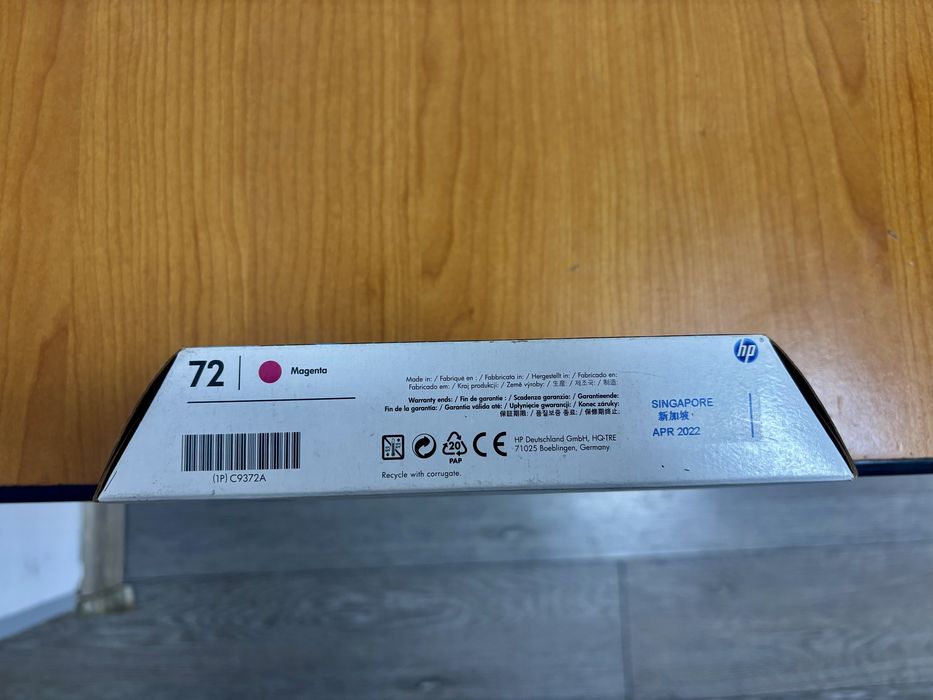 72
Magenta
hp
Made in: / Fabriqué en : / Fabbricato in: / Hergestellt in: / Fabricado en:
Fabricado em: / Kraj produkcji: / Země výroby: / 生産: / 제조국: / 制造:
Warranty ends: / Fin de garantie : / Scadenza garanzia: / Garantieende:
Fin de la garantía: / Garantia válida até: / Upłynięcie gwarancji: / Konec záruky:
保証期限: / 품질보증 종료: / 保修期终止:
SINGAPORE
新加坡
APR 2022
(1P) C9372A
20
PAP
CE
HP Deutschland GmbH, HQ-TRE
71025 Boeblingen, Germany
Recycle with corrugate.